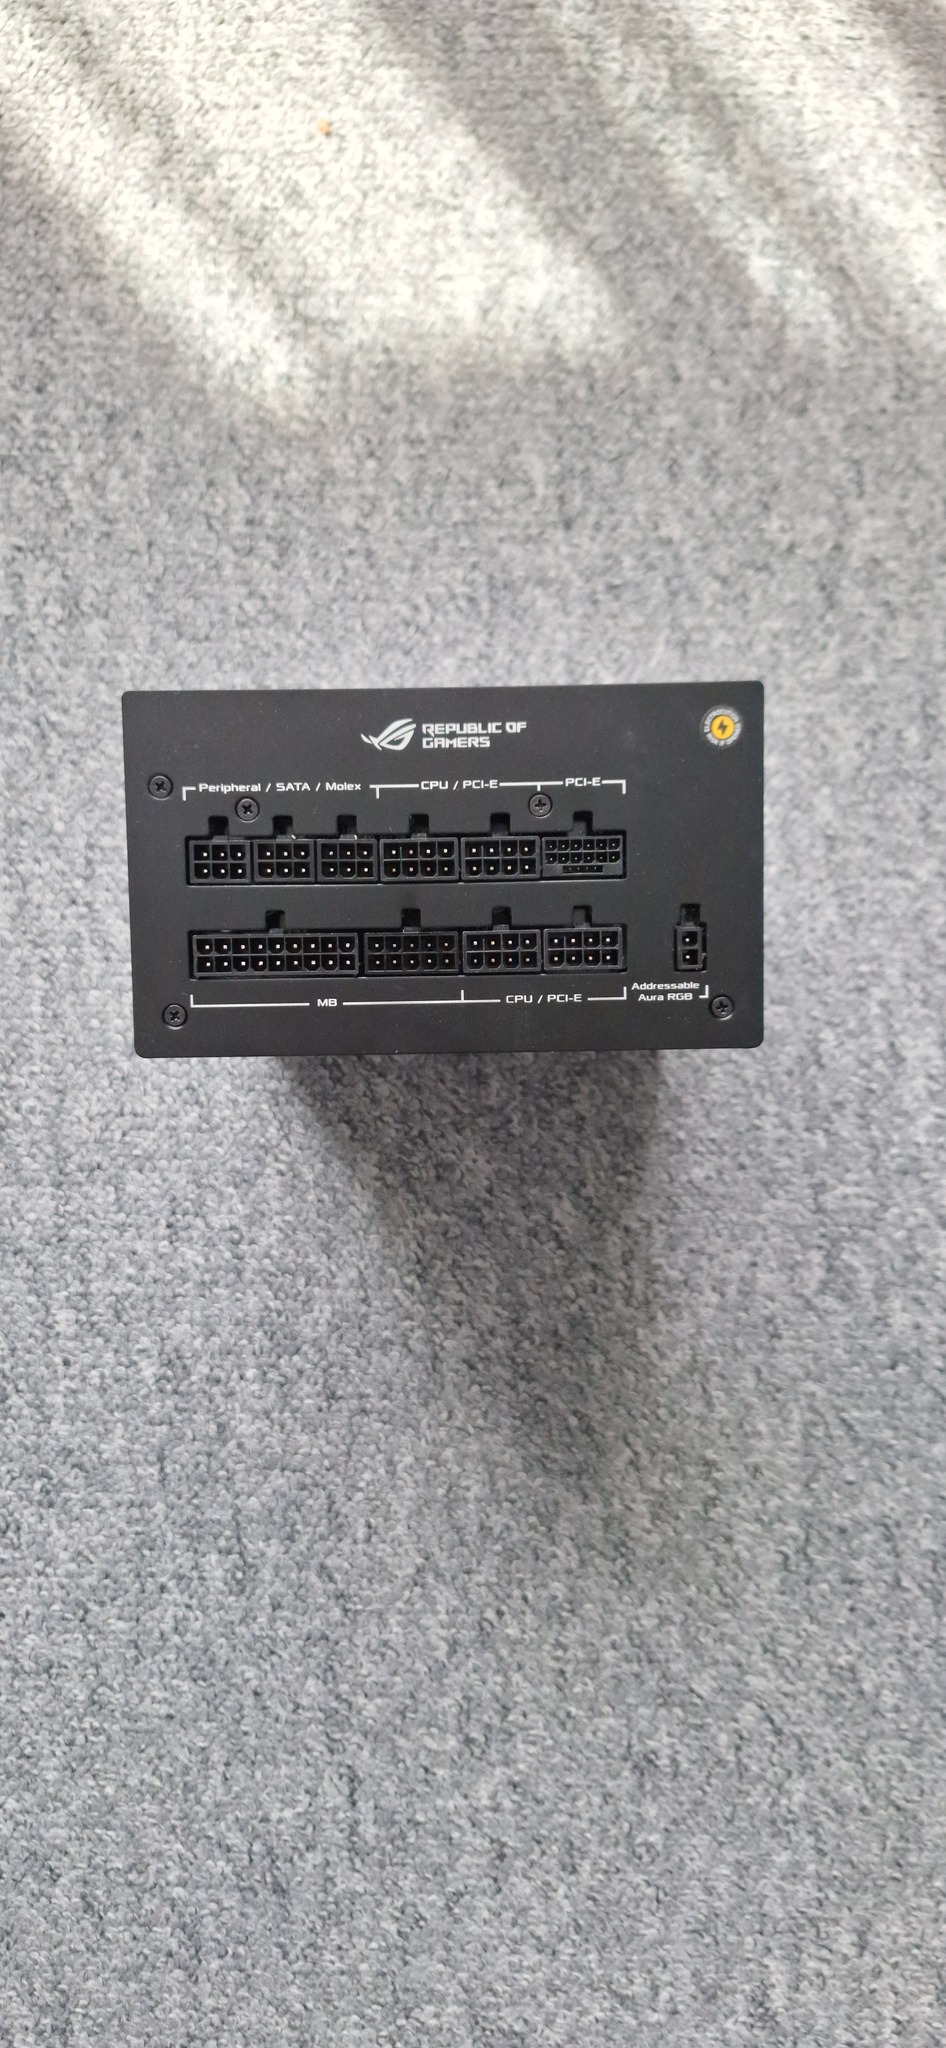 REPUBLIC OF
GAMERS
Peripheral / SATA / Molex
CPU / PCI-E
PCI-E
MB
CPU / PCI-E
Addressable
Aura RGB